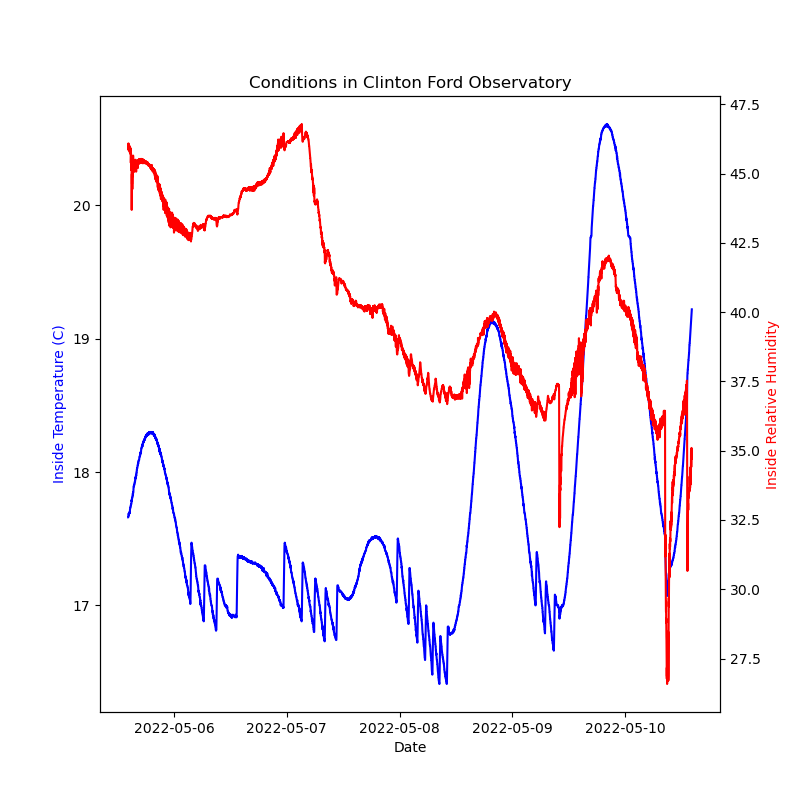 Conditions in Clinton Ford Observatory
47.5
45.0
42.5
40.0
37.5
35.0
32.5
30.0
27.5
20
19
18
17
Inside Temperature (C)
Inside Relative Humidity
2022-05-06 2022-05-07 2022-05-08 2022-05-09 2022-05-10
Date